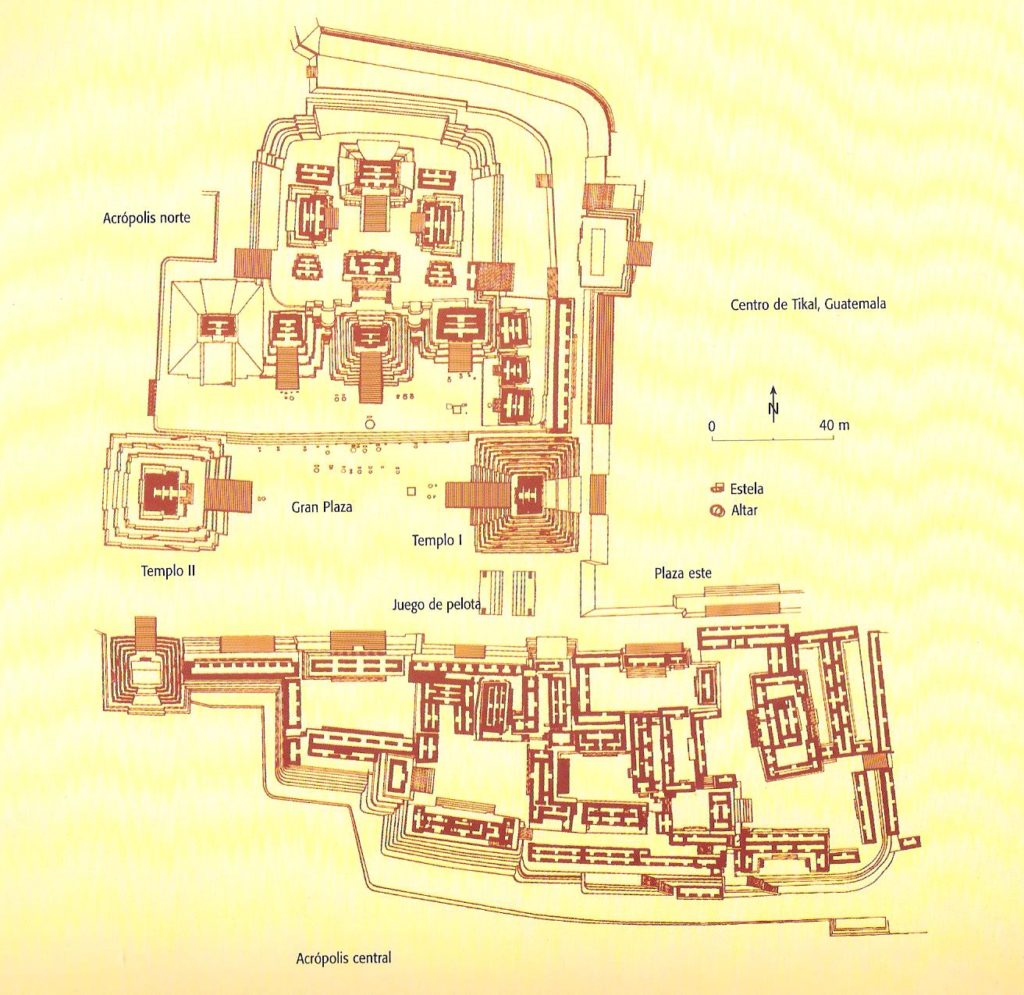 Acrópolis norte
Centro de Tikal, Guatemala
N
0 40 m
Estela
Altar
Gran Plaza
Templo I
Templo II
Plaza este
Juego de pelota
Acrópolis central